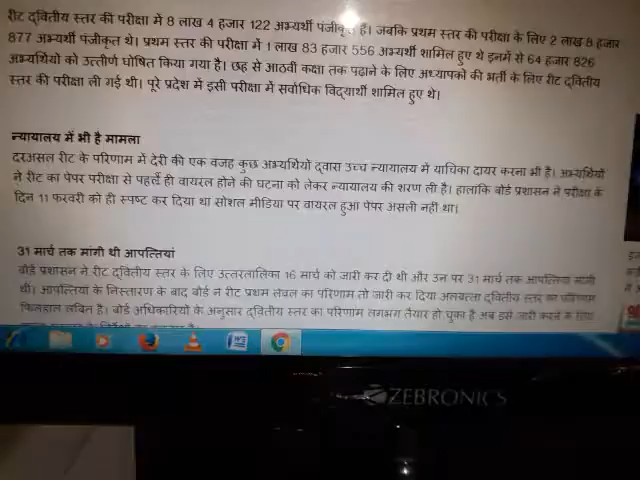 रीट द्वितीय स्तर की परीक्षा में 8 लाख 4 हजार 122 अभ्यर्थी पंजीकृत हैं। जबकि प्रथम स्तर की परीक्षा के लिए 2 लाख 8 हजार
877 अभ्यर्थी पंजीकृत थे। प्रथम स्तर की परीक्षा में 1 लाख 83 हजार 556 अभ्यर्थी शामिल हुए थे इनमें से 64 हजार 826
अभ्यर्थियो को उत्तीर्ण घोषित किया गया है। छह से आठवीं कक्षा तक पढाने के लिए अध्यापकों की भर्ती के लिए रीट द्वितीय
स्तर की परीक्षा ली गई थी। पूरे प्रदेश में इसी परीक्षा में सर्वाधिक विद्यार्थी शामिल हुए थे।
न्यायालय में भी है मामला
दरअसल रीट के परिणाम में देरी की एक वजह कुछ अभ्यर्थियों द्वारा उच्च न्यायालय में याचिका दायर करना भी है। अभ्यर्थियों
ने रीट का पेपर परीक्षा से पहले ही वायरल होने की घटना को लेकर न्यायालय की शरण ली है। हालांकि बोर्ड प्रशासन ने परीक्षा के
दिन 11 फरवरी को ही स्पष्ट कर दिया था सोशल मीडिया पर वायरल हुआ पेपर असली नहीं था।
31 मार्च तक मांगी थी आपत्तियां
बोर्ड प्रशासन ने रीट द्वितीय स्तर के लिए उत्तरतालिका 16 मार्च को जारी कर दी थी और उन पर 31 मार्च तक आपत्तियां मांगी
थी। आपत्तियों के निस्तारण के बाद बोर्ड ने रीट प्रथम लेवल का परिणाम तो जारी कर दिया अलबत्ता द्वितीय स्तर का परिणाम
फिलहाल लंबित है। बोर्ड अधिकारियों के अनुसार द्वितीय स्तर का परिणाम लगभग तैयार हो चुका है अब इसे जारी करने के लिए
ZEBRONICS